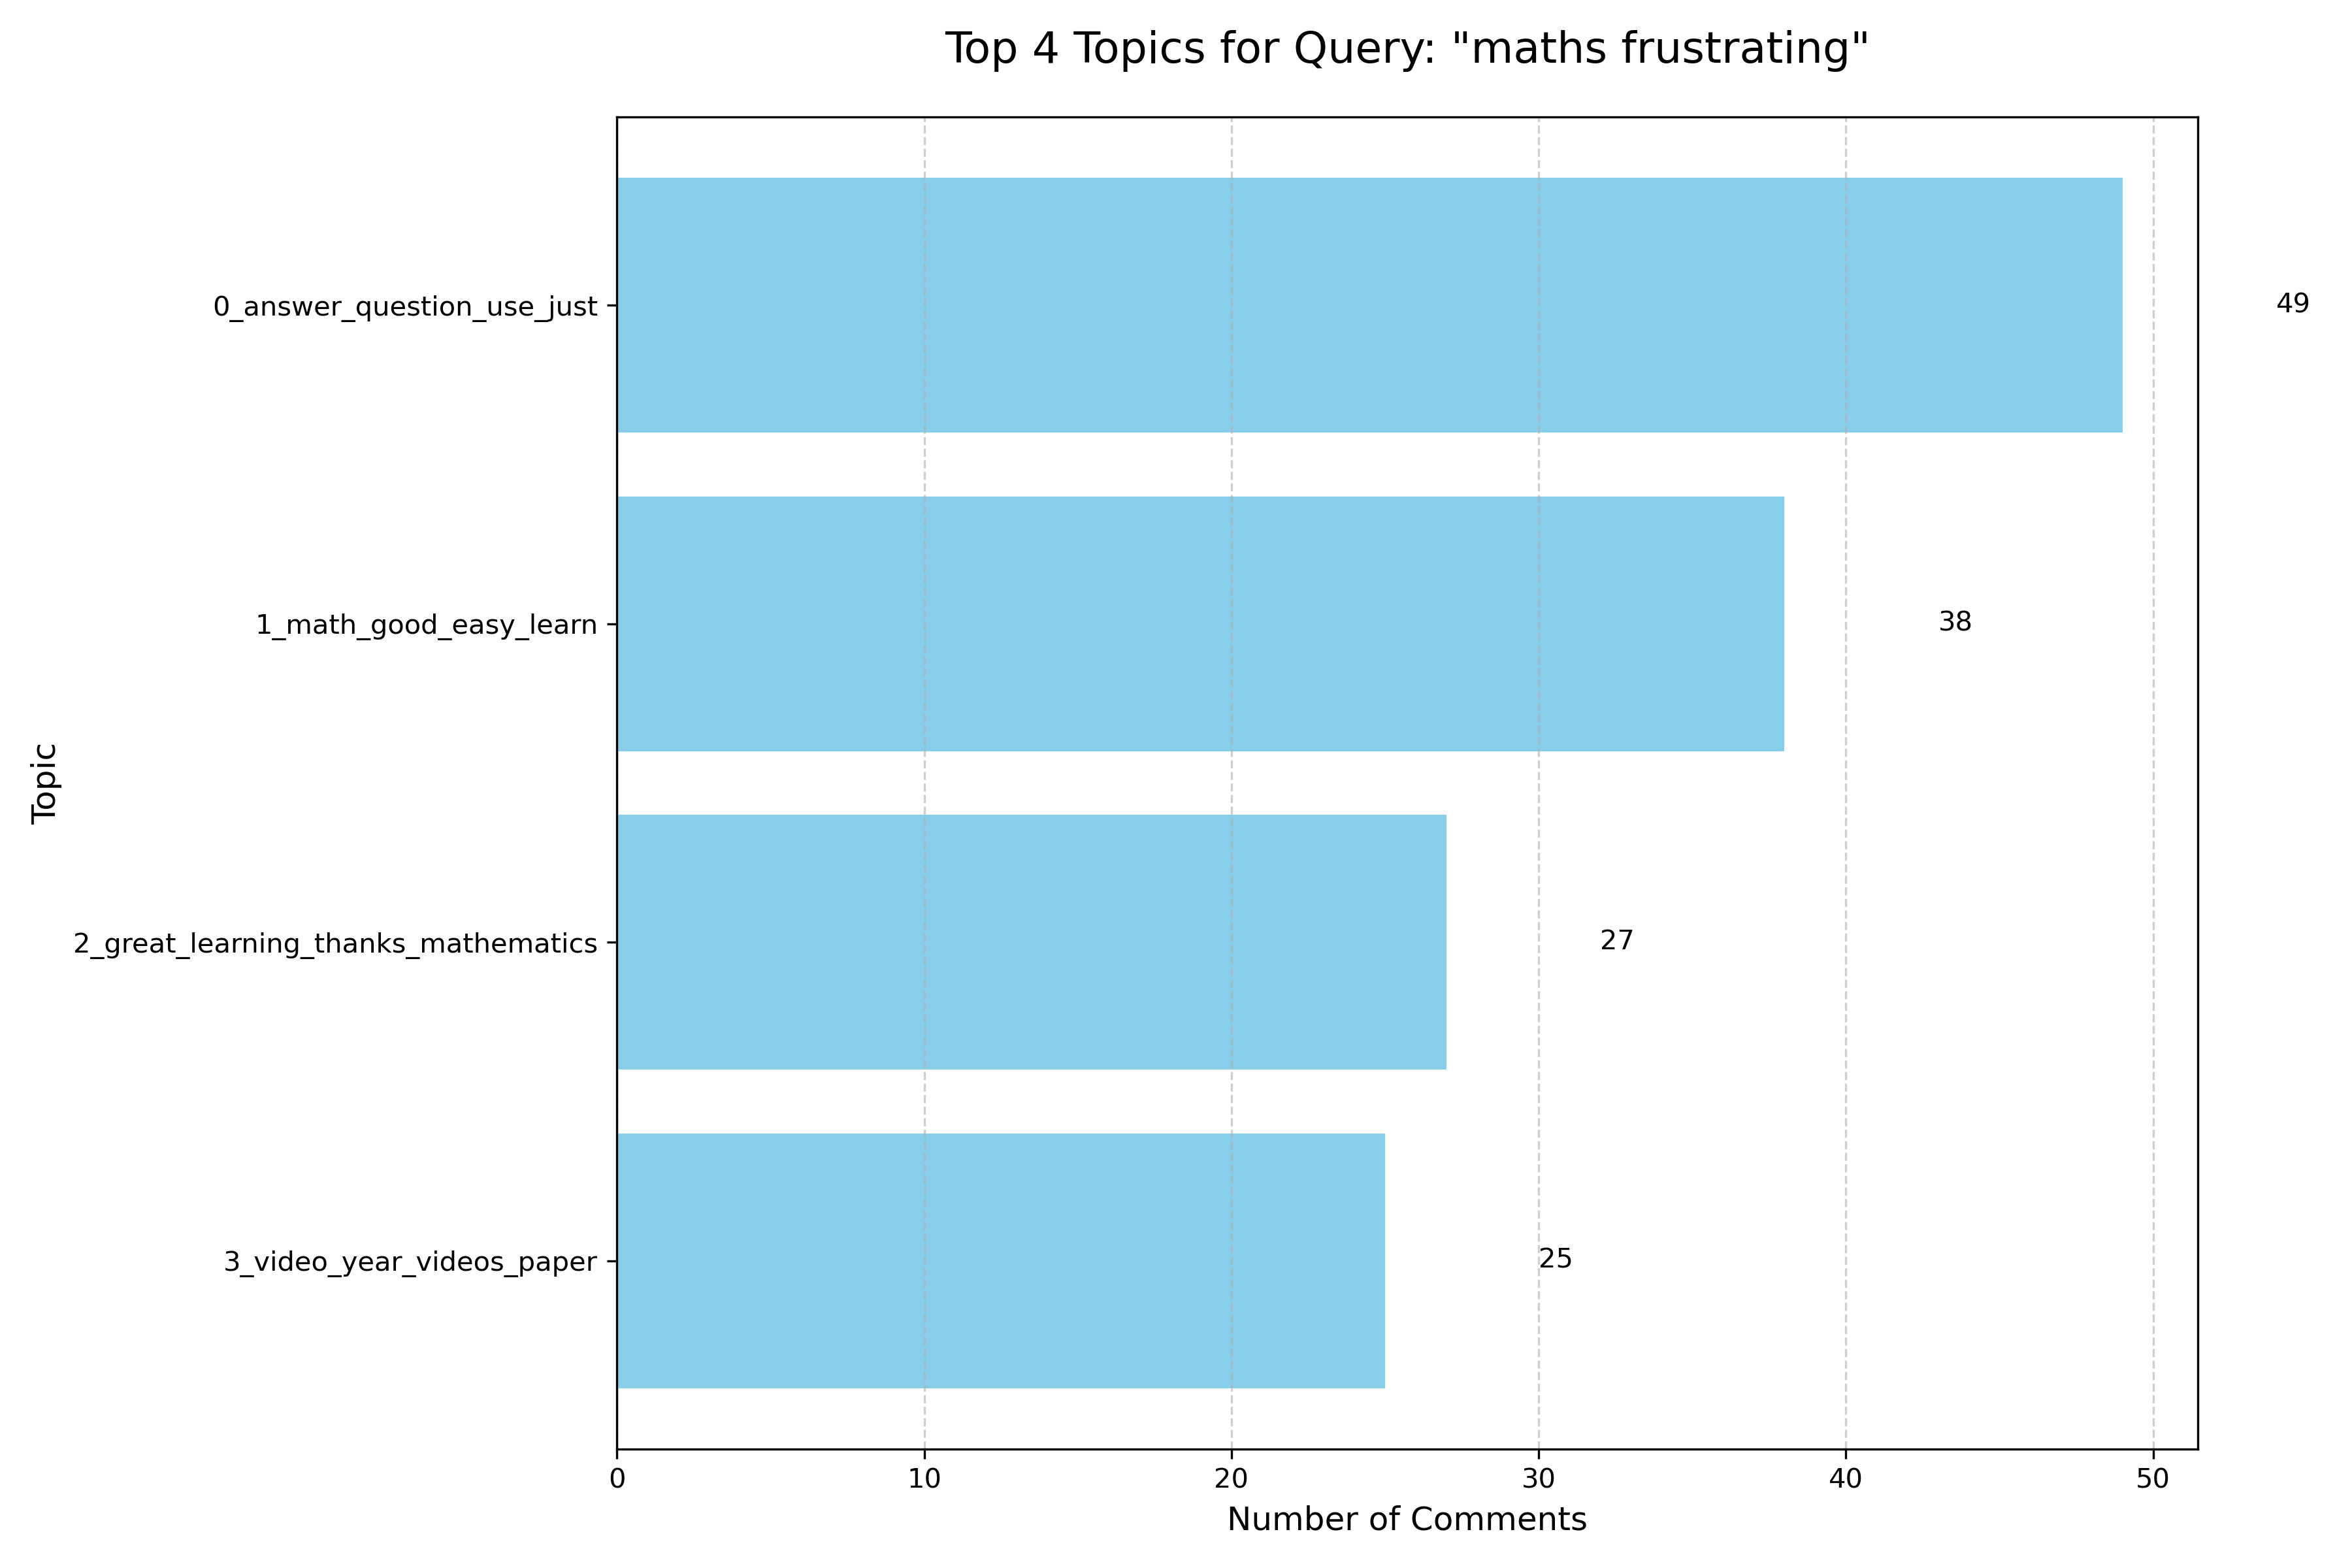 Top 4 Topics for Query: "maths frustrating"
0_answer_question_use_just
49
1_math_good_easy_learn
38
2_great_learning_thanks_mathematics
27
3_video_year_videos_paper
25
Topic
0 10 20 30 40 50
Number of Comments